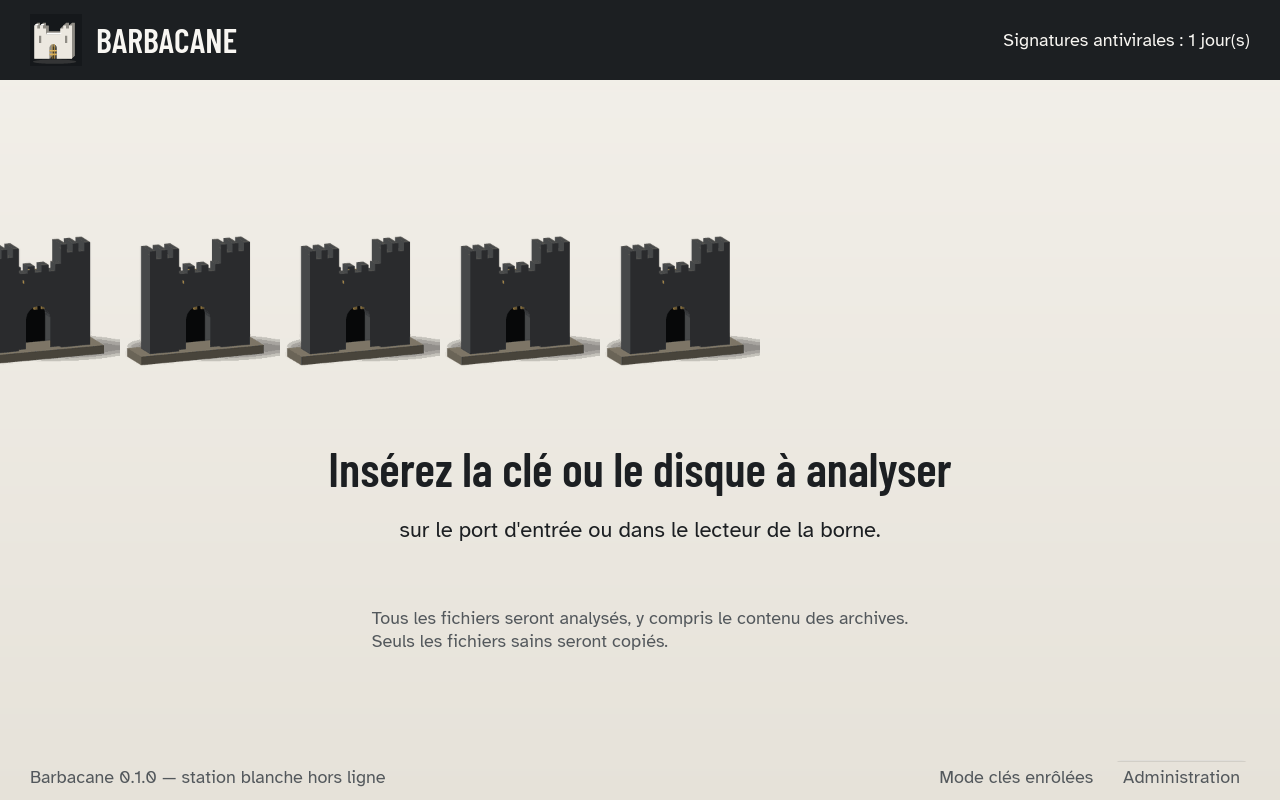 BARBACANE
Signatures antivirales : 1 jour(s)
Insérez la clé ou le disque à analyser
sur le port d'entrée ou dans le lecteur de la borne.
Tous les fichiers seront analysés, y compris le contenu des archives.
Seuls les fichiers sains seront copiés.
Barbacane 0.1.0 — station blanche hors ligne
Mode clés enrôlées
Administration